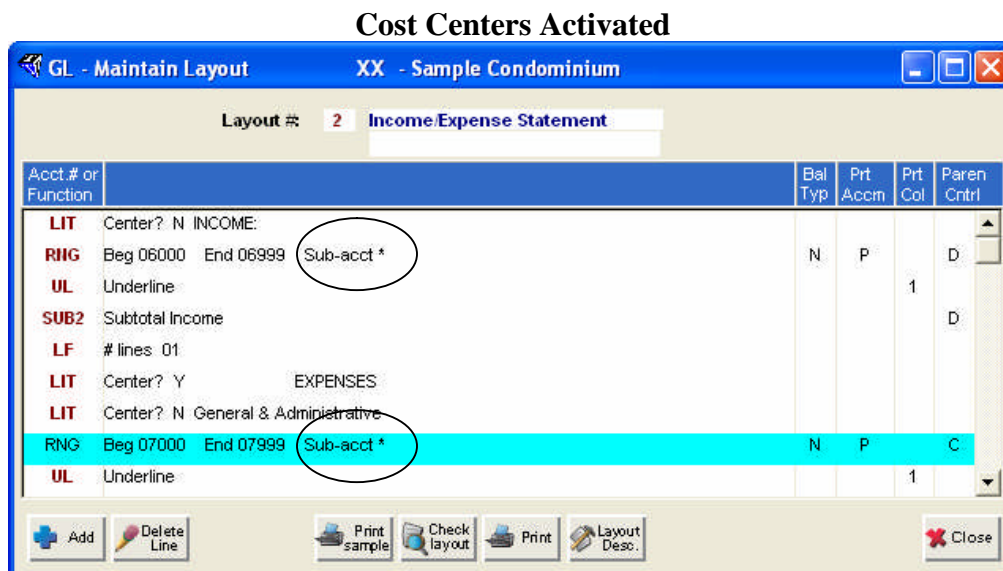 Cost Centers Activated
GL - Maintain Layout XX - Sample Condominium
Layout #: 2 Income/Expense Statement
Acct.# or Function Bal Typ Prt Accm Prt Col Paren Cntrl
LIT Center? N INCOME:
RNG Beg 06000 End 06999 Sub-acct * N P D
UL Underline 1
SUB2 Subtotal Income D
LF # lines 01
LIT Center? Y EXPENSES
LIT Center? N General & Administrative
RNG Beg 07000 End 07999 Sub-acct * N P C
UL Underline 1
Add Delete Line Print sample Check layout Print Layout Desc. Close